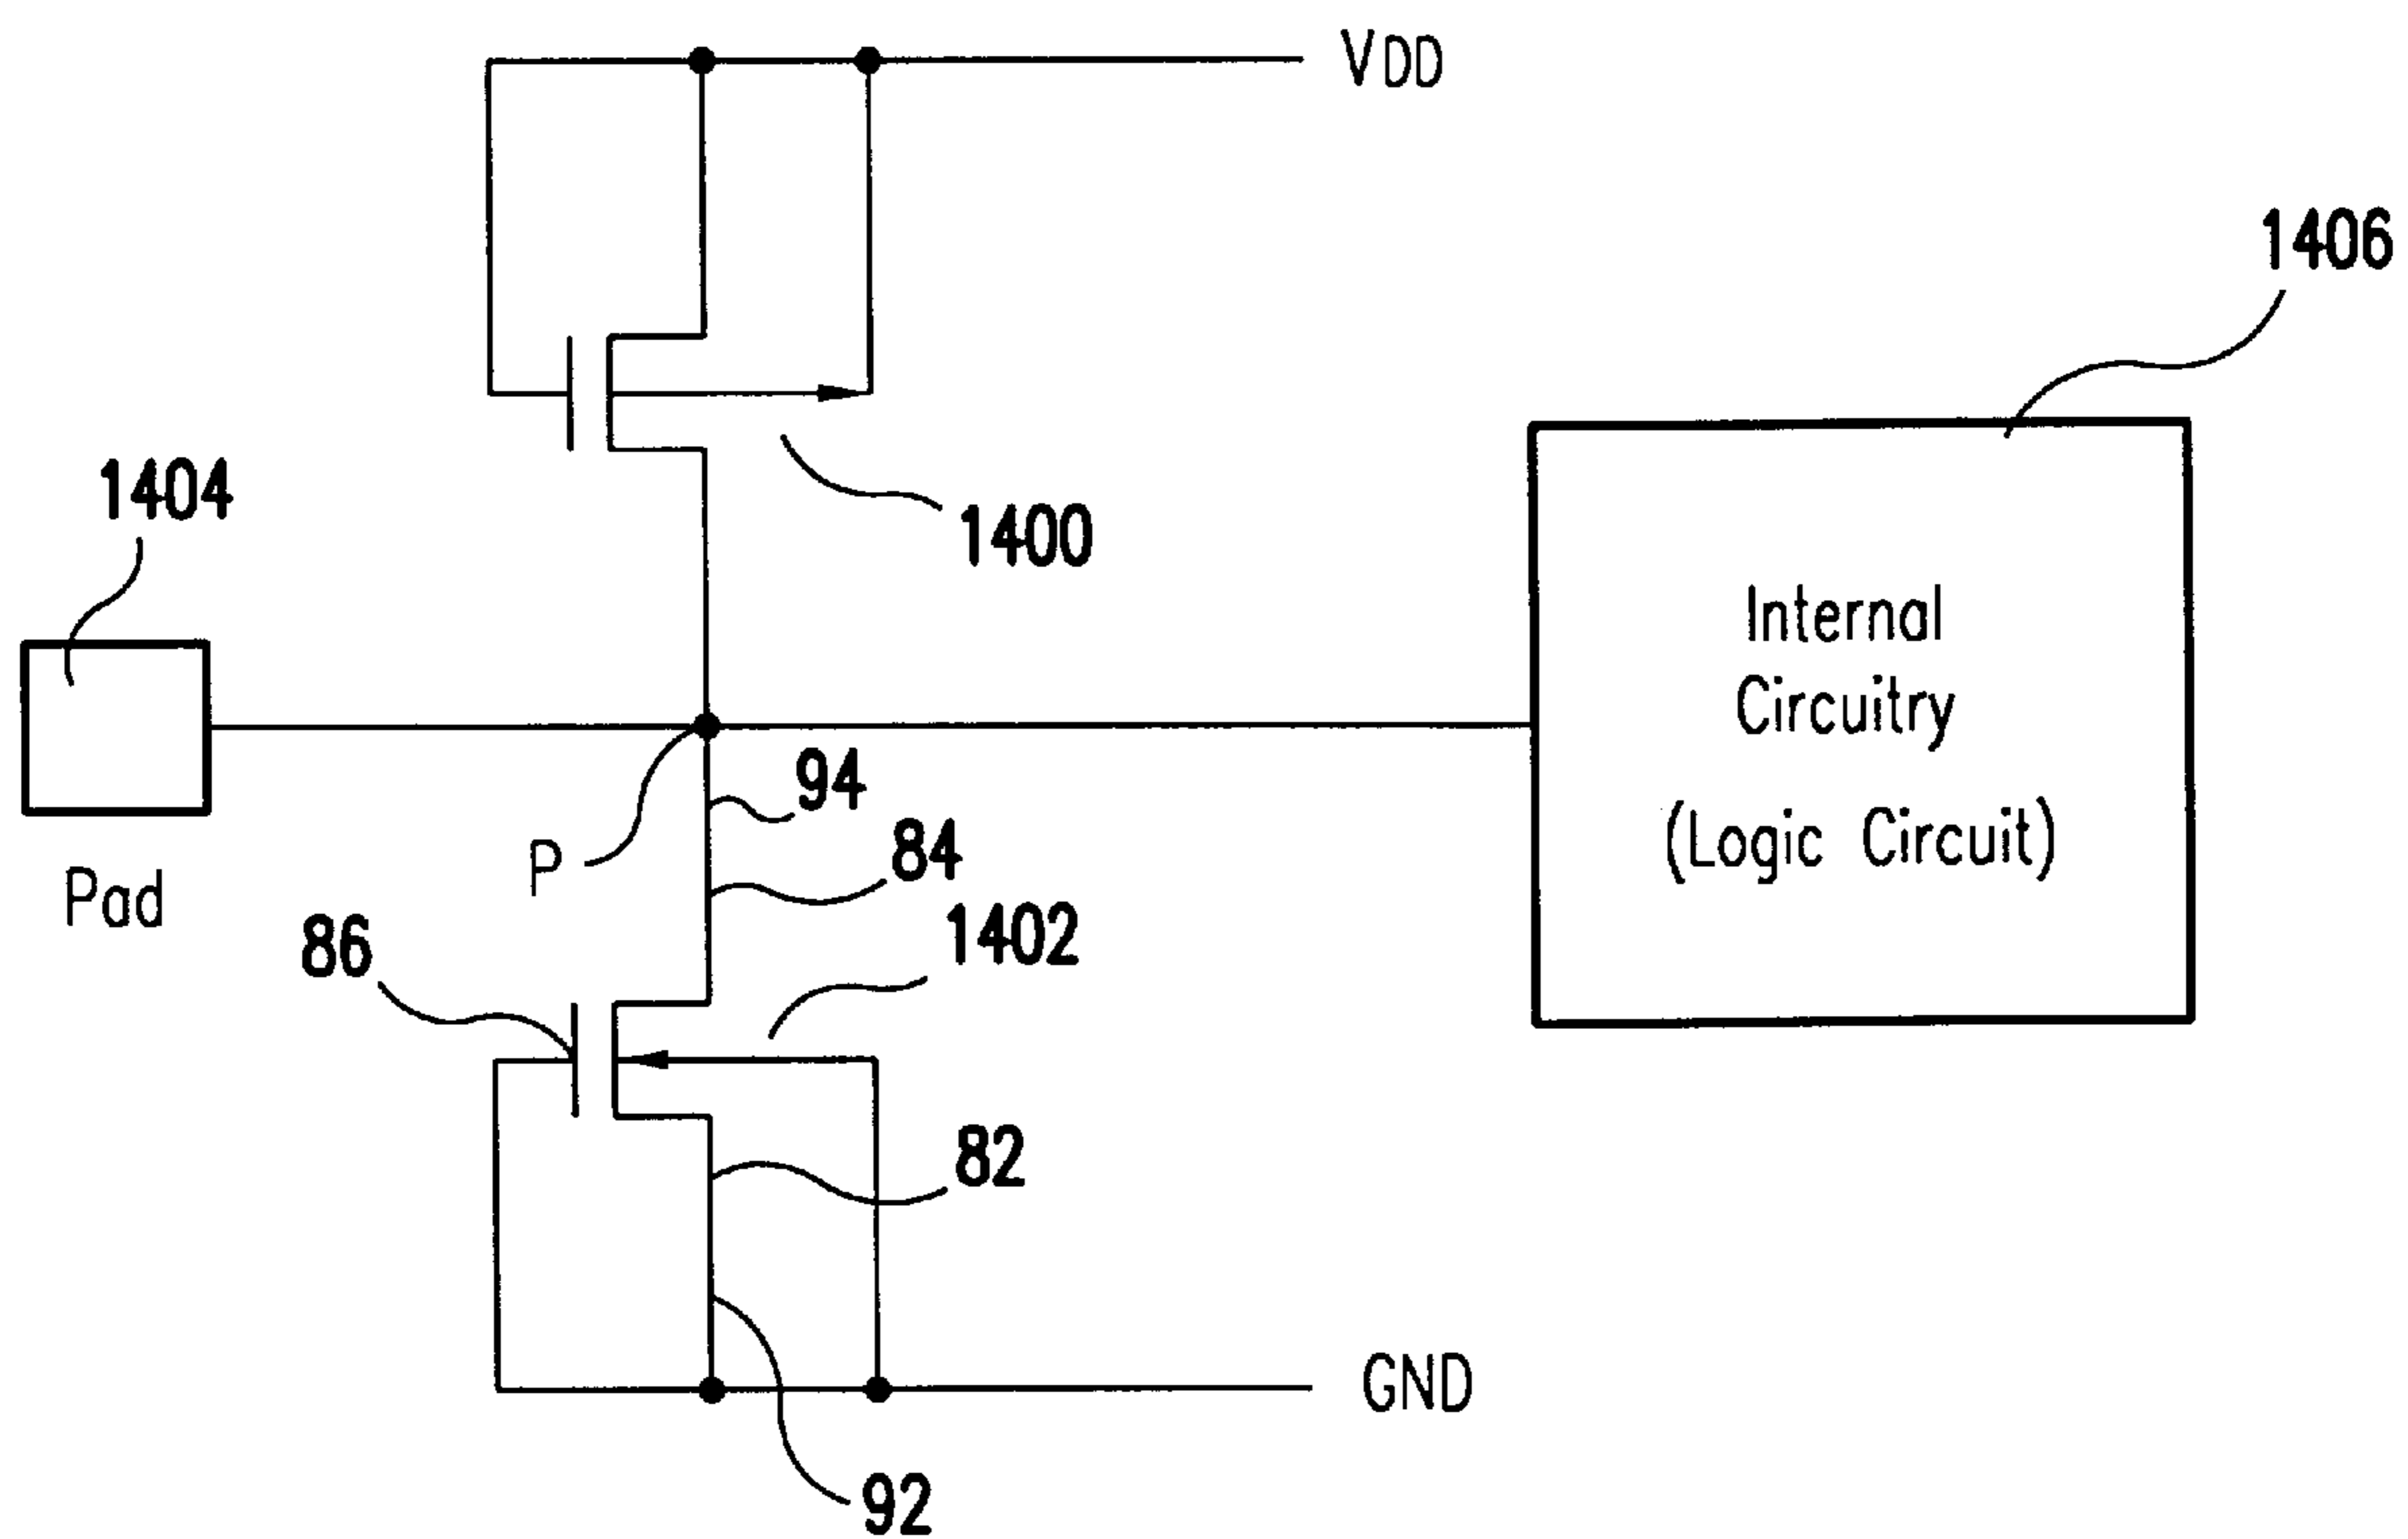 VDD
1406
1404
1400
Internal
Circuitry
(Logic Circuit)
94
P
84
Pad
1402
86
82
GND
92